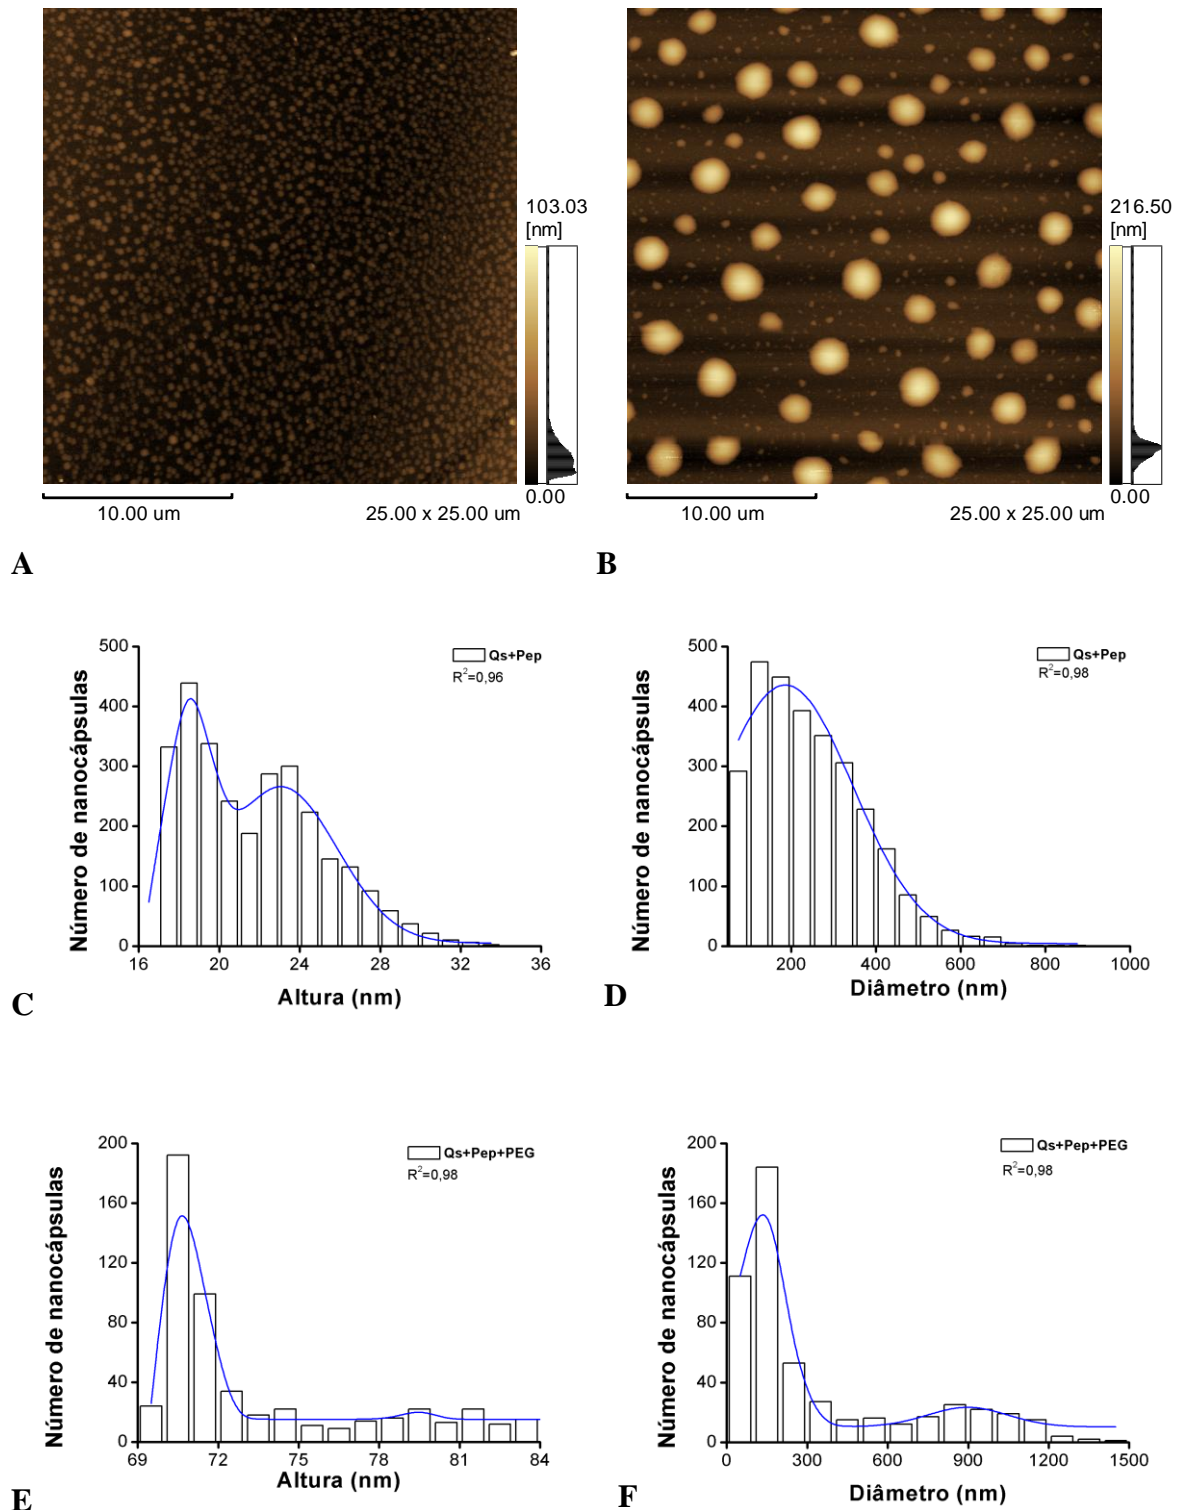 103.03
[nm]
0.00
10.00 um
25.00 x 25.00 um
A
216.50
[nm]
0.00
10.00 um
25.00 x 25.00 um
B
Número de nanocápsulas
500
400
300
200
100
0
16 20 24 28 32 36
Altura (nm)
Qs+Pep
R²=0,96
C
Número de nanocápsulas
500
400
300
200
100
0
200 400 600 800 1000
Diâmetro (nm)
Qs+Pep
R²=0,98
D
Número de nanocápsulas
200
160
120
80
40
0
69 72 75 78 81 84
Altura (nm)
Qs+Pep+PEG
R²=0,98
E
Número de nanocápsulas
200
160
120
80
40
0
0 300 600 900 1200 1500
Diâmetro (nm)
Qs+Pep+PEG
R²=0,98
F